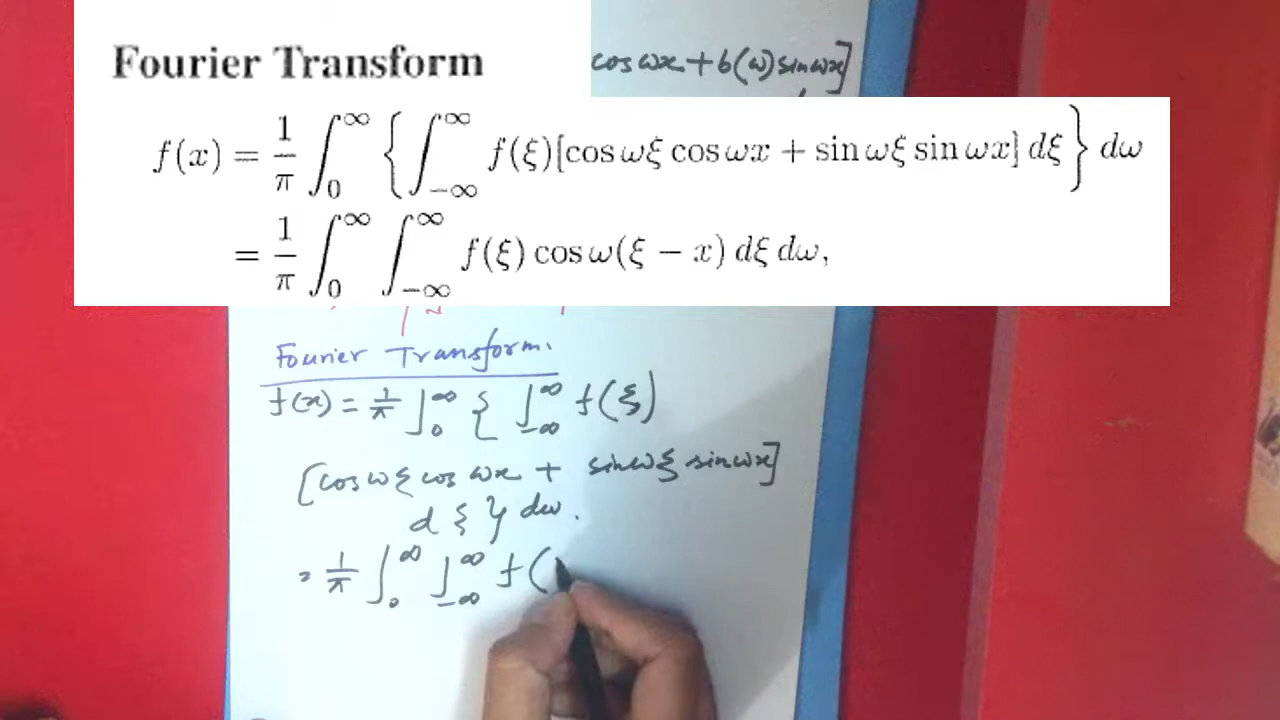 Fourier Transform
cos ωx + b(ω) sin ωx]
f(x) = 1/π ∫₀^∞ { ∫₋∞^∞ f(ξ)[cos ωξ cos ωx + sin ωξ sin ωx] dξ } dω
= 1/π ∫₀^∞ ∫₋∞^∞ f(ξ) cos ω(ξ − x) dξ dω,
Fourier Transform.
f(x) = 1/π ∫₀^∞ { ∫₋∞^∞ f(ξ)
[cos ωξ cos ωx + sin ωξ sin ωx]
dξ } dω.
= 1/π ∫₀^∞ ∫₋∞^∞ f(